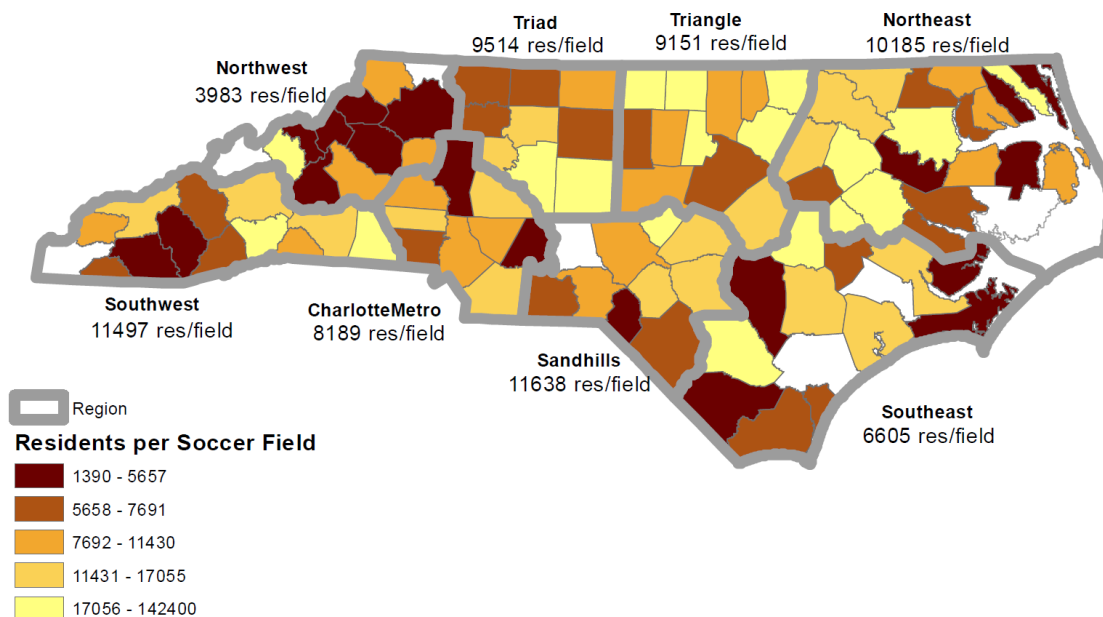 Triad
9514 res/field
Triangle
9151 res/field
Northeast
10185 res/field
Northwest
3983 res/field
Southwest
11497 res/field
CharlotteMetro
8189 res/field
Sandhills
11638 res/field
Southeast
6605 res/field
Region
Residents per Soccer Field
1390 - 5657
5658 - 7691
7692 - 11430
11431 - 17055
17056 - 142400